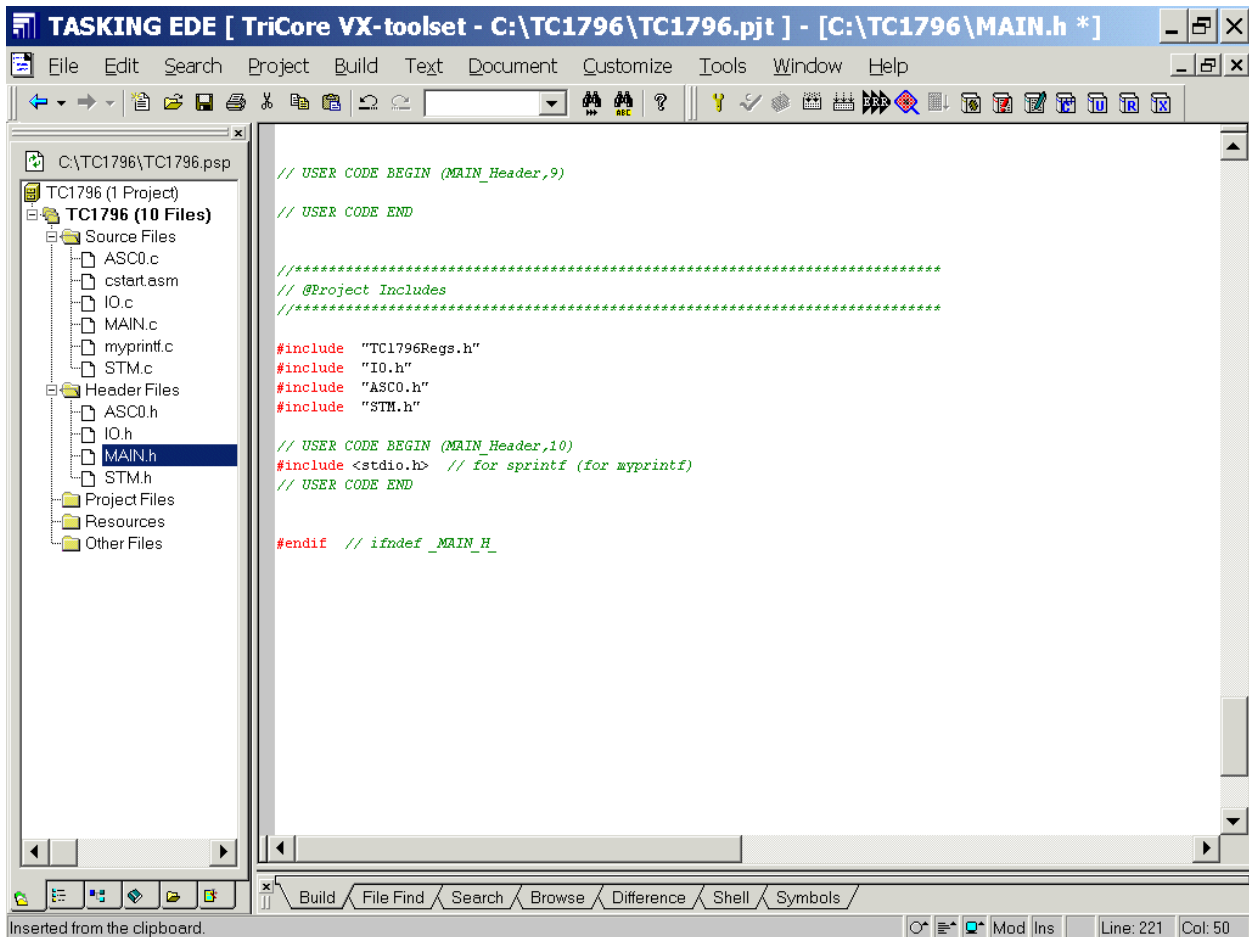 TASKING EDE [ TriCore VX-toolset - C:\TC1796\TC1796.pjt ] - [C:\TC1796\MAIN.h *]
File Edit Search Project Build Text Document Customize Tools Window Help
C:\TC1796\TC1796.psp
TC1796 (1 Project)
TC1796 (10 Files)
Source Files
ASC0.c
cstart.asm
IO.c
MAIN.c
myprintf.c
STM.c
Header Files
ASC0.h
IO.h
MAIN.h
STM.h
Project Files
Resources
Other Files
// USER CODE BEGIN (MAIN_Header,9)
// USER CODE END
//****************************************************************************
// @Project Includes
//****************************************************************************
#include  "TC1796Regs.h"
#include  "IO.h"
#include  "ASC0.h"
#include  "STM.h"
// USER CODE BEGIN (MAIN_Header,10)
#include <stdio.h>  // for sprintf (for myprintf)
// USER CODE END
#endif  // ifndef _MAIN_H_
Build File Find Search Browse Difference Shell Symbols
Inserted from the clipboard. Mod Ins Line: 221 Col: 50